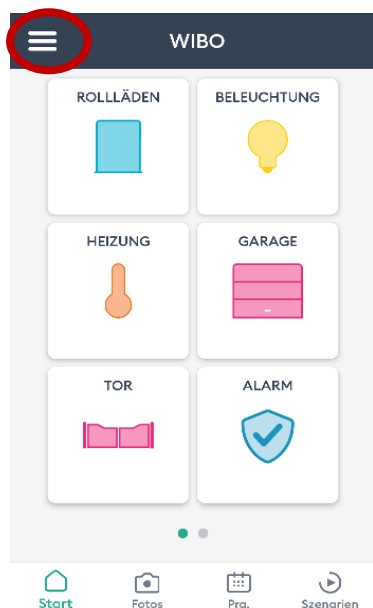 WIBO
ROLLLÄDEN BELEUCHTUNG
HEIZUNG GARAGE
TOR ALARM
Start Fotos Prg. Szenarien